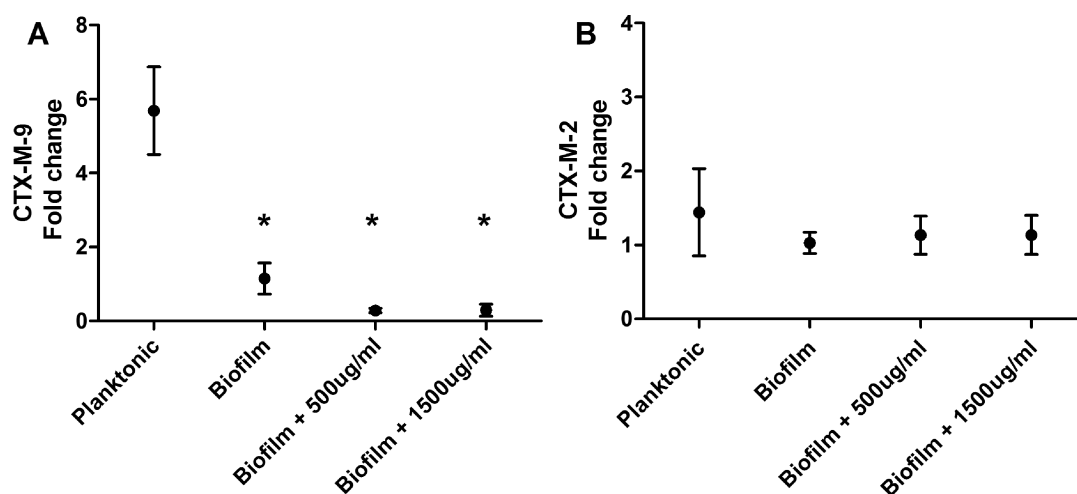 A
CTX-M-9
Fold change
8
6
4
2
0
*
*
*
Planktonic
Biofilm
Biofilm + 500ug/ml
Biofilm + 1500ug/ml
B
CTX-M-2
Fold change
4
3
2
1
0
Planktonic
Biofilm
Biofilm + 500ug/ml
Biofilm + 1500ug/ml